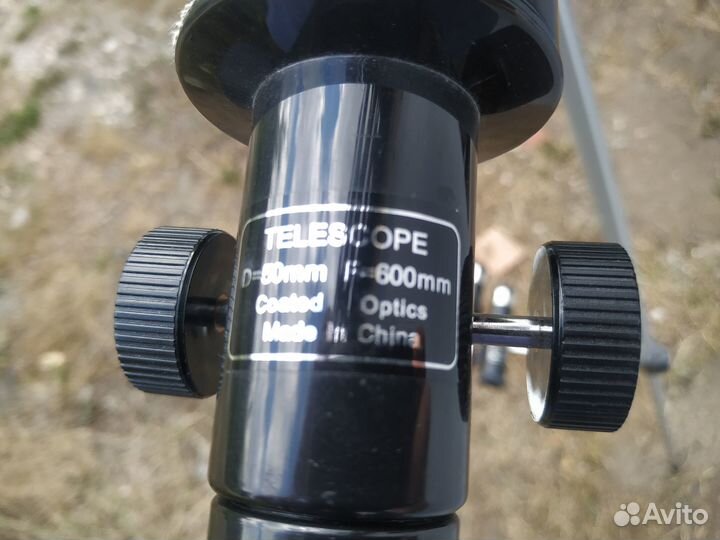 TELESCOPE
D=50mm F=600mm
Coated Optics
Made In China
Avito